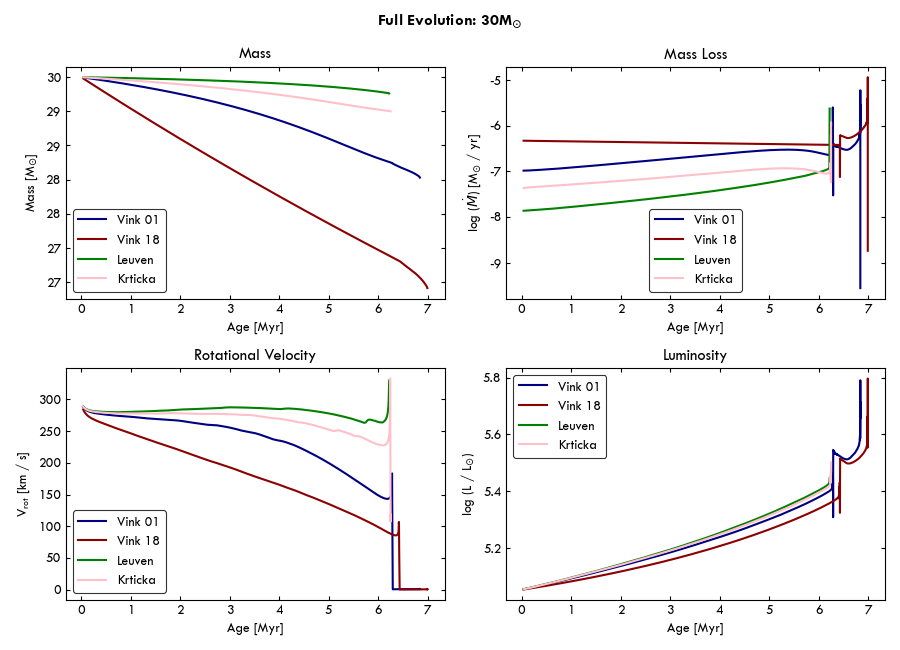 Full Evolution: 30M⊙
Mass
Mass [M⊙]
30
29
29
28
28
27
27
0 1 2 3 4 5 6 7
Age [Myr]
Vink 01
Vink 18
Leuven
Krticka
Mass Loss
log (Ṁ) [M⊙ / yr]
-5
-6
-7
-8
-9
0 1 2 3 4 5 6 7
Age [Myr]
Vink 01
Vink 18
Leuven
Krticka
Rotational Velocity
Vrot [km / s]
300
250
200
150
100
50
0
0 1 2 3 4 5 6 7
Age [Myr]
Vink 01
Vink 18
Leuven
Krticka
Luminosity
log (L / L⊙)
5.8
5.6
5.4
5.2
0 1 2 3 4 5 6 7
Age [Myr]
Vink 01
Vink 18
Leuven
Krticka